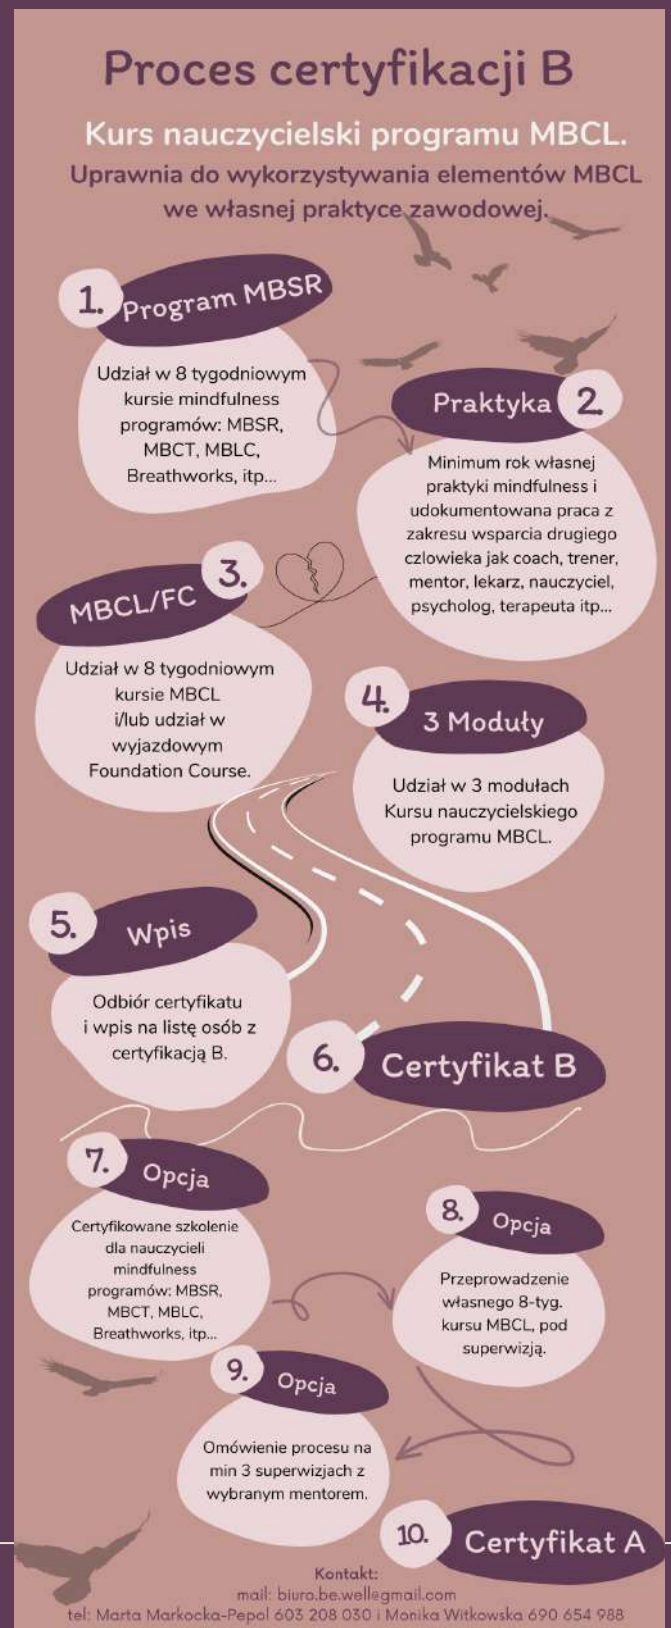 Proces certyfikacji B
Kurs nauczycielski programu MBCL.
Uprawnia do wykorzystywania elementów MBCL
we własnej praktyce zawodowej.
1. Program MBSR
Udział w 8 tygodniowym
kursie mindfulness
programów: MBSR,
MBCT, MBLC,
Breathworks, itp...
Praktyka 2.
Minimum rok własnej
praktyki mindfulness i
udokumentowana praca z
zakresu wsparcia drugiego
człowieka jak coach, trener,
mentor, lekarz, nauczyciel,
psycholog, terapeuta itp...
MBCL/FC 3.
Udział w 8 tygodniowym
kursie MBCL
i/lub udział w
wyjazdowym
Foundation Course.
4. 3 Moduły
Udział w 3 modułach
Kursu nauczycielskiego
programu MBCL.
5. Wpis
Odbiór certyfikatu
i wpis na listę osób z
certyfikacją B.
6. Certyfikat B
7. Opcja
Certyfikowane szkolenie
dla nauczycieli
mindfulness
programów: MBSR,
MBCT, MBLC,
Breathworks, itp...
8. Opcja
Przeprowadzenie
własnego 8-tyg.
kursu MBCL, pod
superwizją.
9. Opcja
Omówienie procesu na
min 3 superwizjach z
wybranym mentorem.
10. Certyfikat A
Kontakt:
mail: biuro.be.well@gmail.com
tel: Marta Markocka-Pepol 603 208 030 i Monika Witkowska 690 654 988